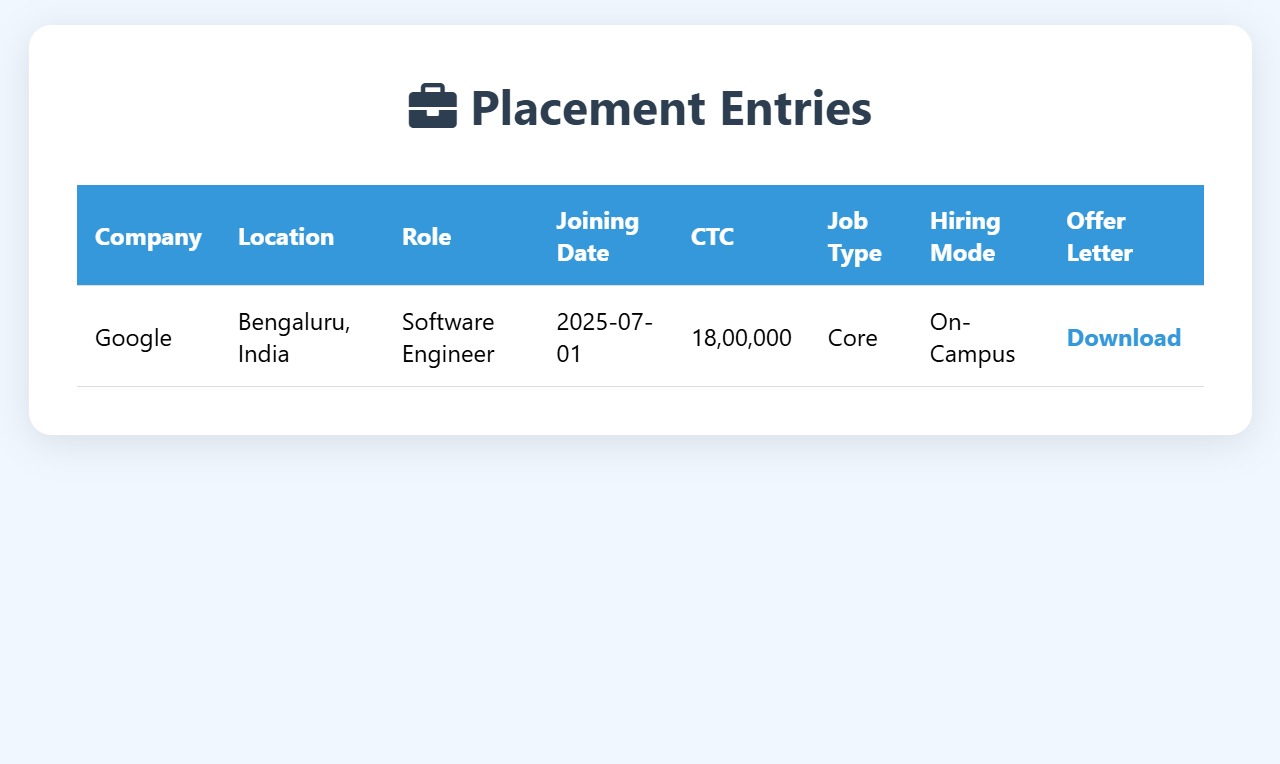 Placement Entries
Company Location Role Joining Date CTC Job Type Hiring Mode Offer Letter
Google Bengaluru, India Software Engineer 2025-07-01 18,00,000 Core On-Campus Download